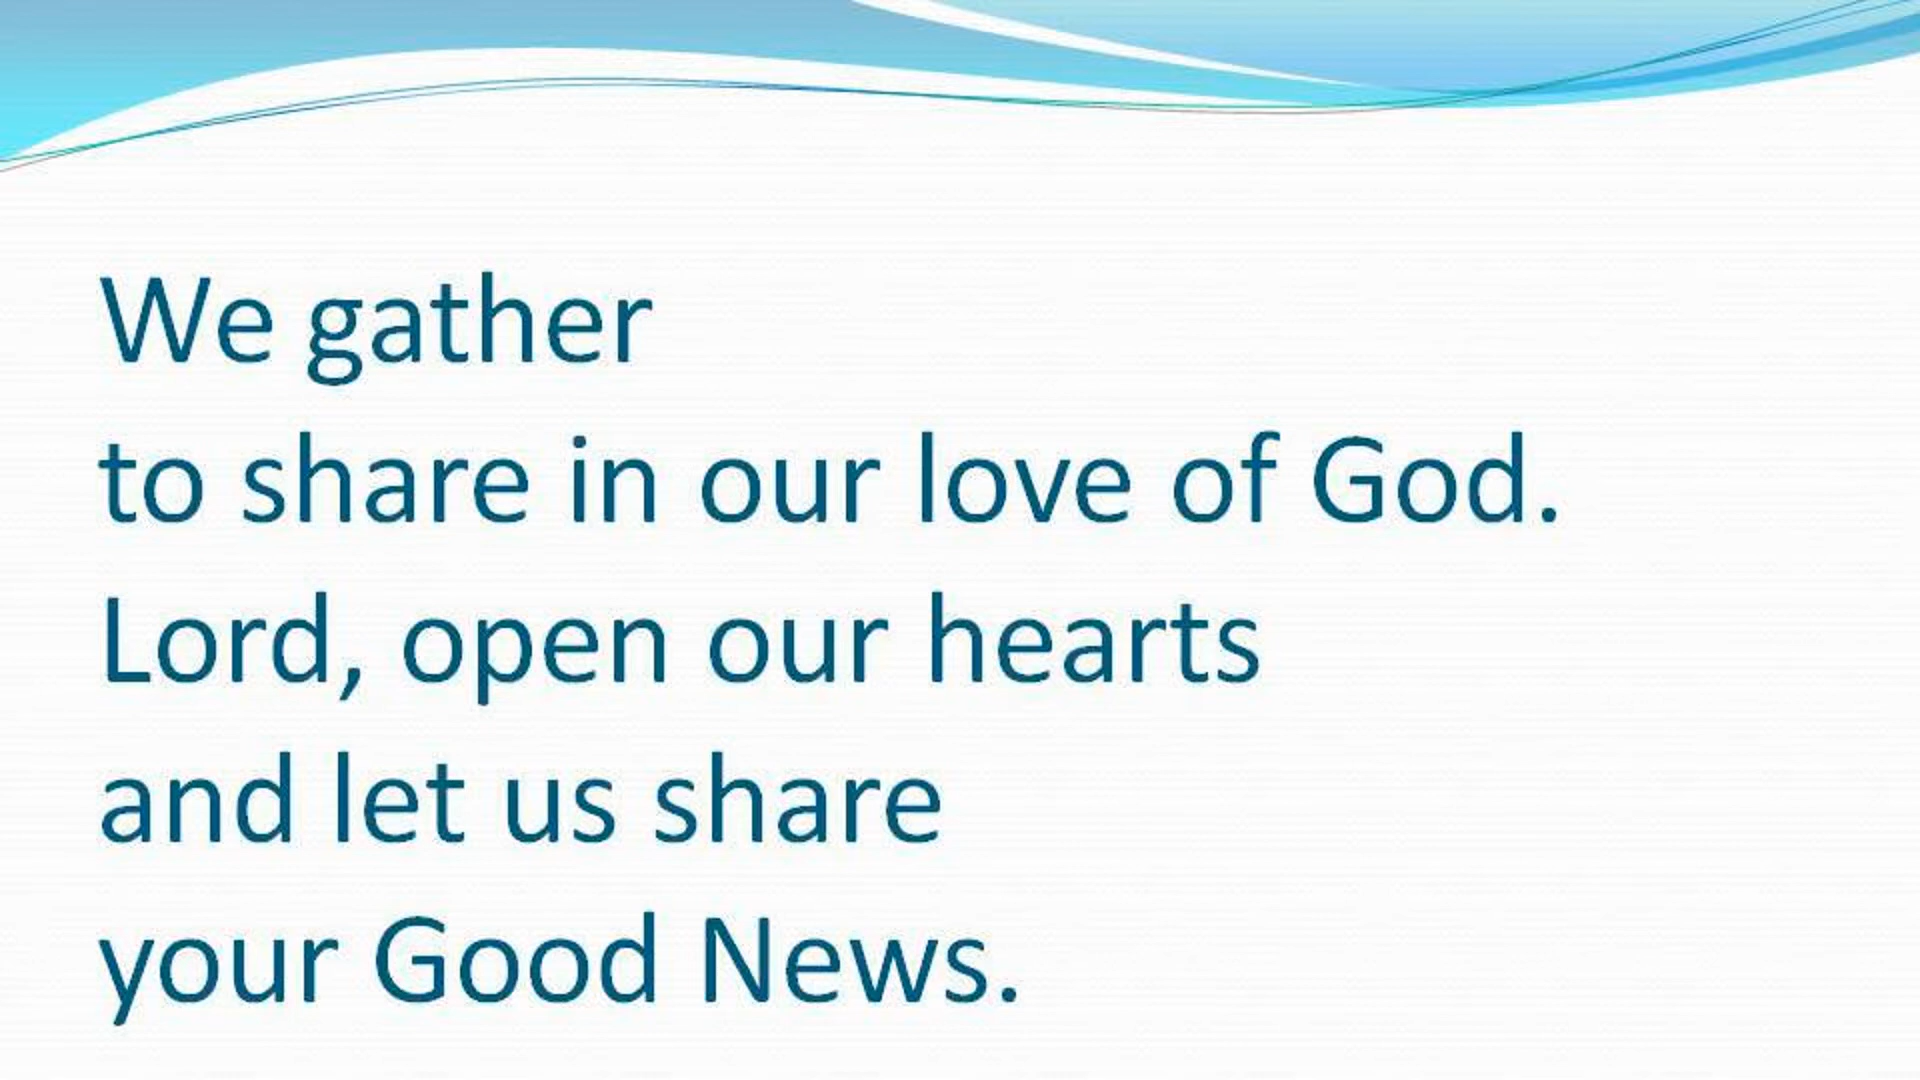 We gather
to share in our love of God.
Lord, open our hearts
and let us share
your Good News.